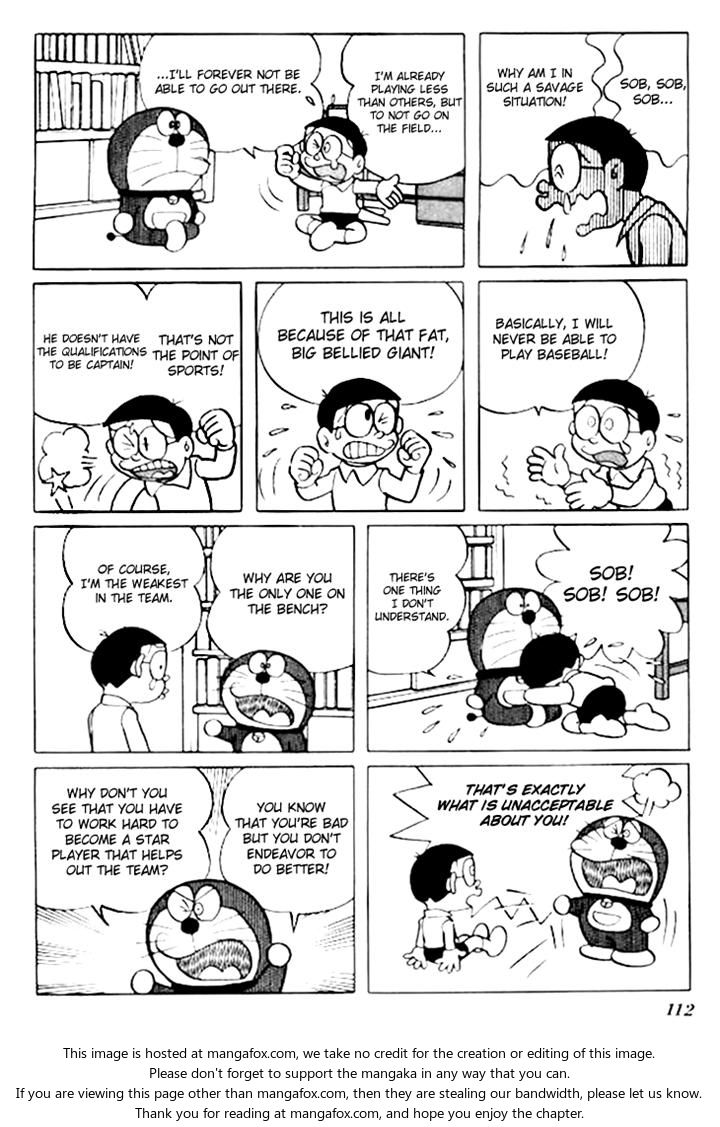 SOB, SOB,
SOB...
WHY AM I IN
SUCH A SAVAGE
SITUATION!
I'M ALREADY
PLAYING LESS
THAN OTHERS, BUT
TO NOT GO ON
THE FIELD...
...I'LL FOREVER NOT BE
ABLE TO GO OUT THERE.
BASICALLY, I WILL
NEVER BE ABLE TO
PLAY BASEBALL!
THIS IS ALL
BECAUSE OF THAT FAT,
BIG BELLIED GIANT!
THAT'S NOT
THE POINT OF
SPORTS!
HE DOESN'T HAVE
THE QUALIFICATIONS
TO BE CAPTAIN!
SOB!
SOB! SOB!
THERE'S
ONE THING
I DON'T
UNDERSTAND.
WHY ARE YOU
THE ONLY ONE ON
THE BENCH?
OF COURSE,
I'M THE WEAKEST
IN THE TEAM.
THAT'S EXACTLY
WHAT IS UNACCEPTABLE
ABOUT YOU!
YOU KNOW
THAT YOU'RE BAD
BUT YOU DON'T
ENDEAVOR TO
DO BETTER!
WHY DON'T YOU
SEE THAT YOU HAVE
TO WORK HARD TO
BECOME A STAR
PLAYER THAT HELPS
OUT THE TEAM?
112
This image is hosted at mangafox.com, we take no credit for the creation or editing of this image.
Please don't forget to support the mangaka in any way that you can.
If you are viewing this page other than mangafox.com, then they are stealing our bandwidth, please let us know.
Thank you for reading at mangafox.com, and hope you enjoy the chapter.